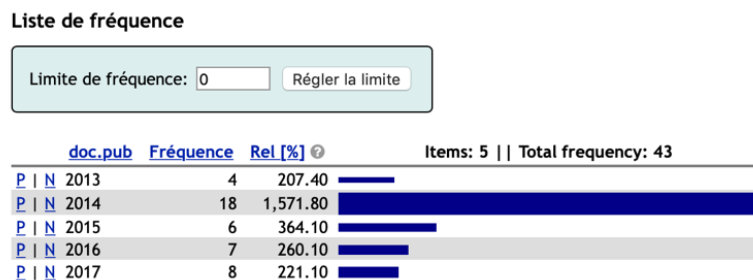 Liste de fréquence
Limite de fréquence: 0 Régler la limite
doc.pub Fréquence Rel [%] ? Items: 5 || Total frequency: 43
P | N 2013 4 207.40
P | N 2014 18 1,571.80
P | N 2015 6 364.10
P | N 2016 7 260.10
P | N 2017 8 221.10